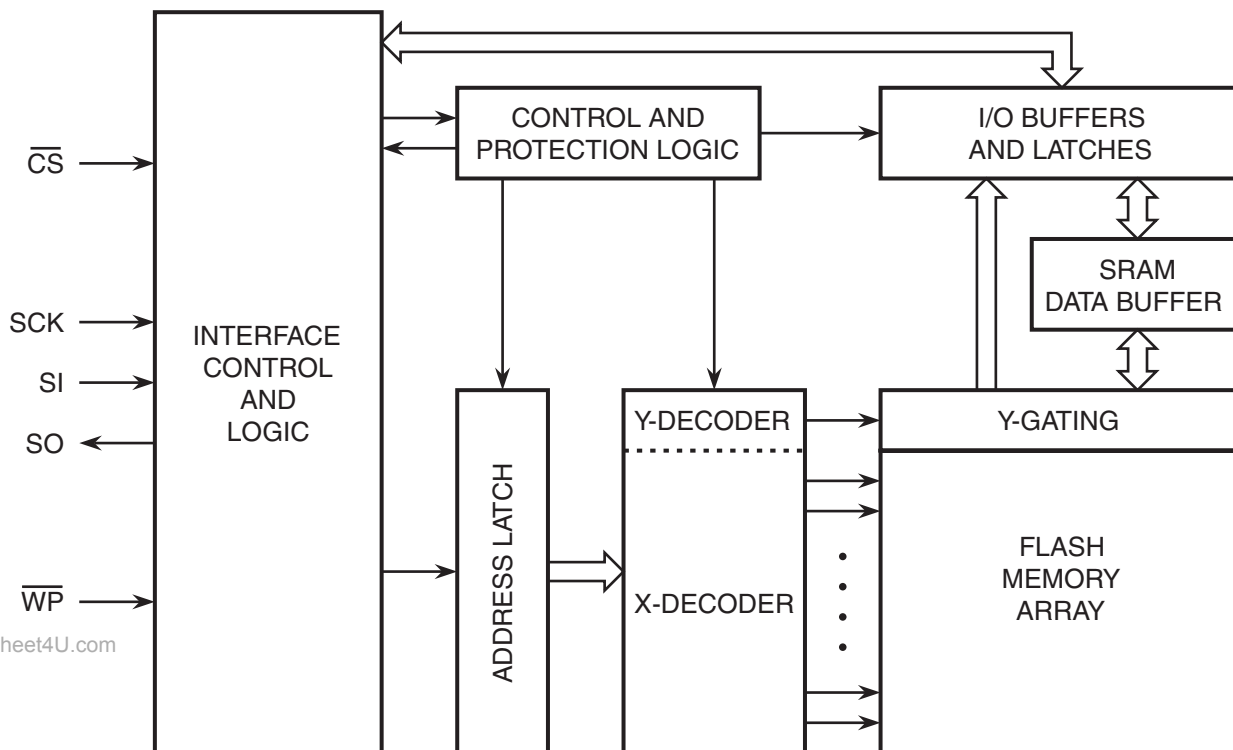 CONTROL AND
PROTECTION LOGIC
I/O BUFFERS
AND LATCHES
CS
SRAM
DATA BUFFER
SCK
INTERFACE
CONTROL
AND
LOGIC
SI
SO
Y-DECODER
Y-GATING
ADDRESS LATCH
FLASH
MEMORY
ARRAY
WP
X-DECODER
heet4U.com